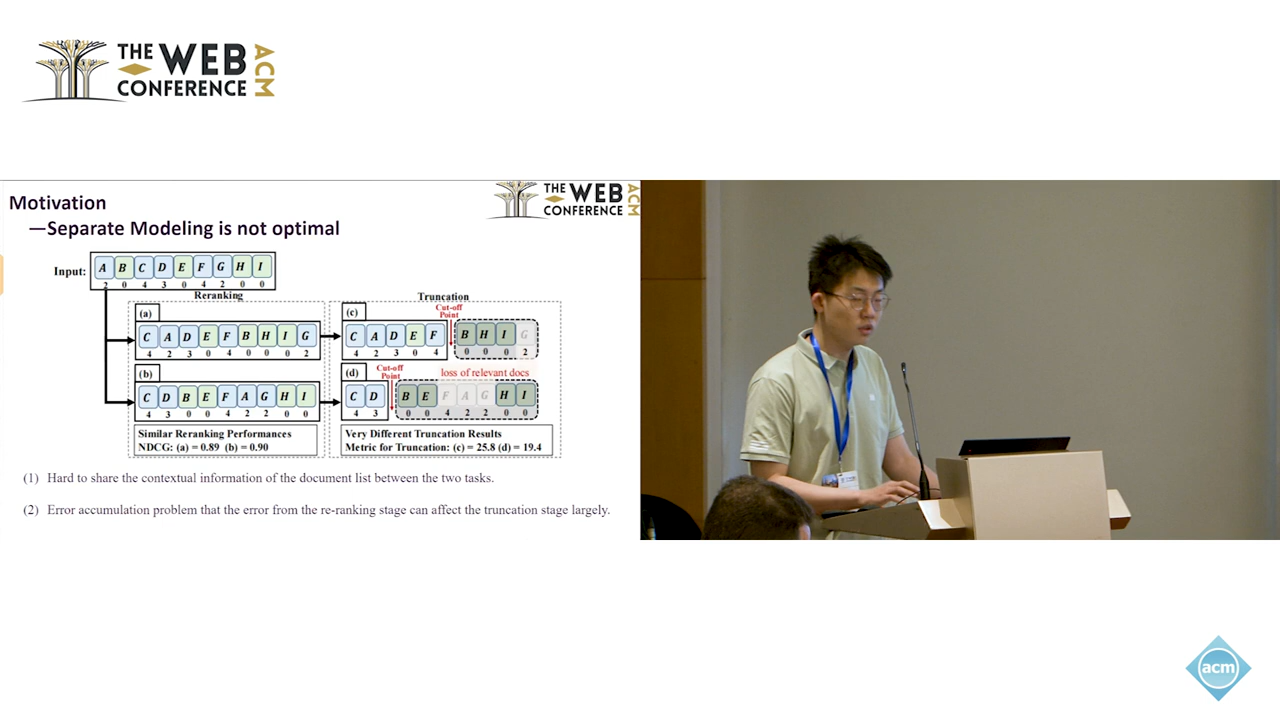 THE WEB
CONFERENCE
ACM
Motivation
—Separate Modeling is not optimal
THE WEB
CONFERENCE
ACM
Input:
A B C D E F G H I
2 0 4 3 0 4 2 0 0
Reranking
Truncation
(a)
C A D E F B H I G
4 2 3 0 4 0 0 0 2
(c)
Cut-off
Point
C A D E F B H I G
4 2 3 0 4 0 0 0 2
(b)
C D B E F A G H I
4 3 0 0 4 2 2 0 0
(d)
Cut-off
Point
loss of relevant docs
C D B E F A G H I
4 3 0 0 4 2 2 0 0
Similar Reranking Performances
NDCG: (a) = 0.89 (b) = 0.90
Very Different Truncation Results
Metric for Truncation: (c) = 25.8 (d) = 19.4
(1) Hard to share the contextual information of the document list between the two tasks.
(2) Error accumulation problem that the error from the re-ranking stage can affect the truncation stage largely.
acm